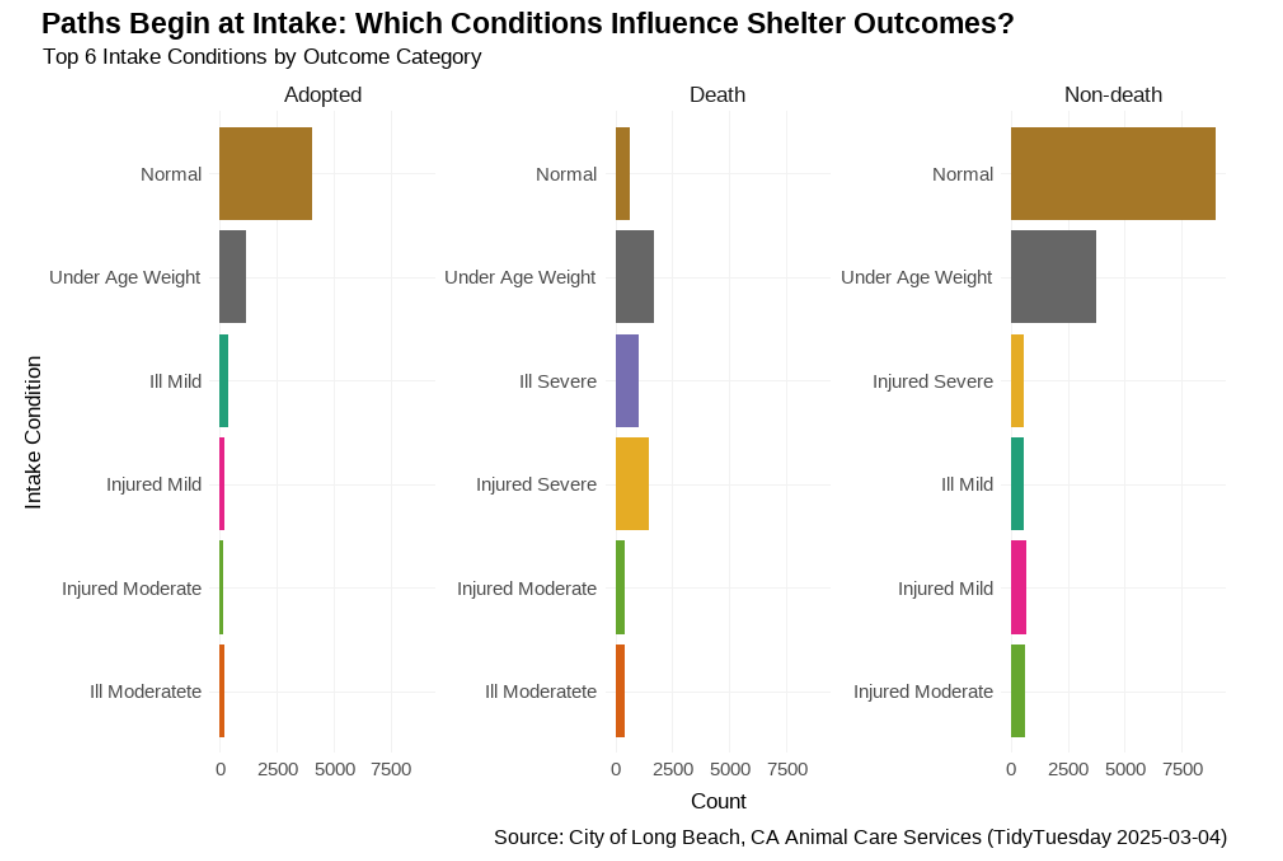 Paths Begin at Intake: Which Conditions Influence Shelter Outcomes?
Top 6 Intake Conditions by Outcome Category
Adopted
Death
Non-death
Intake Condition
Normal
Under Age Weight
Ill Mild
Injured Mild
Injured Moderate
Ill Moderatete
Normal
Under Age Weight
Ill Severe
Injured Severe
Injured Moderate
Ill Moderatete
Normal
Under Age Weight
Injured Severe
Ill Mild
Injured Mild
Injured Moderate
0 2500 5000 7500
0 2500 5000 7500
0 2500 5000 7500
Count
Source: City of Long Beach, CA Animal Care Services (TidyTuesday 2025-03-04)